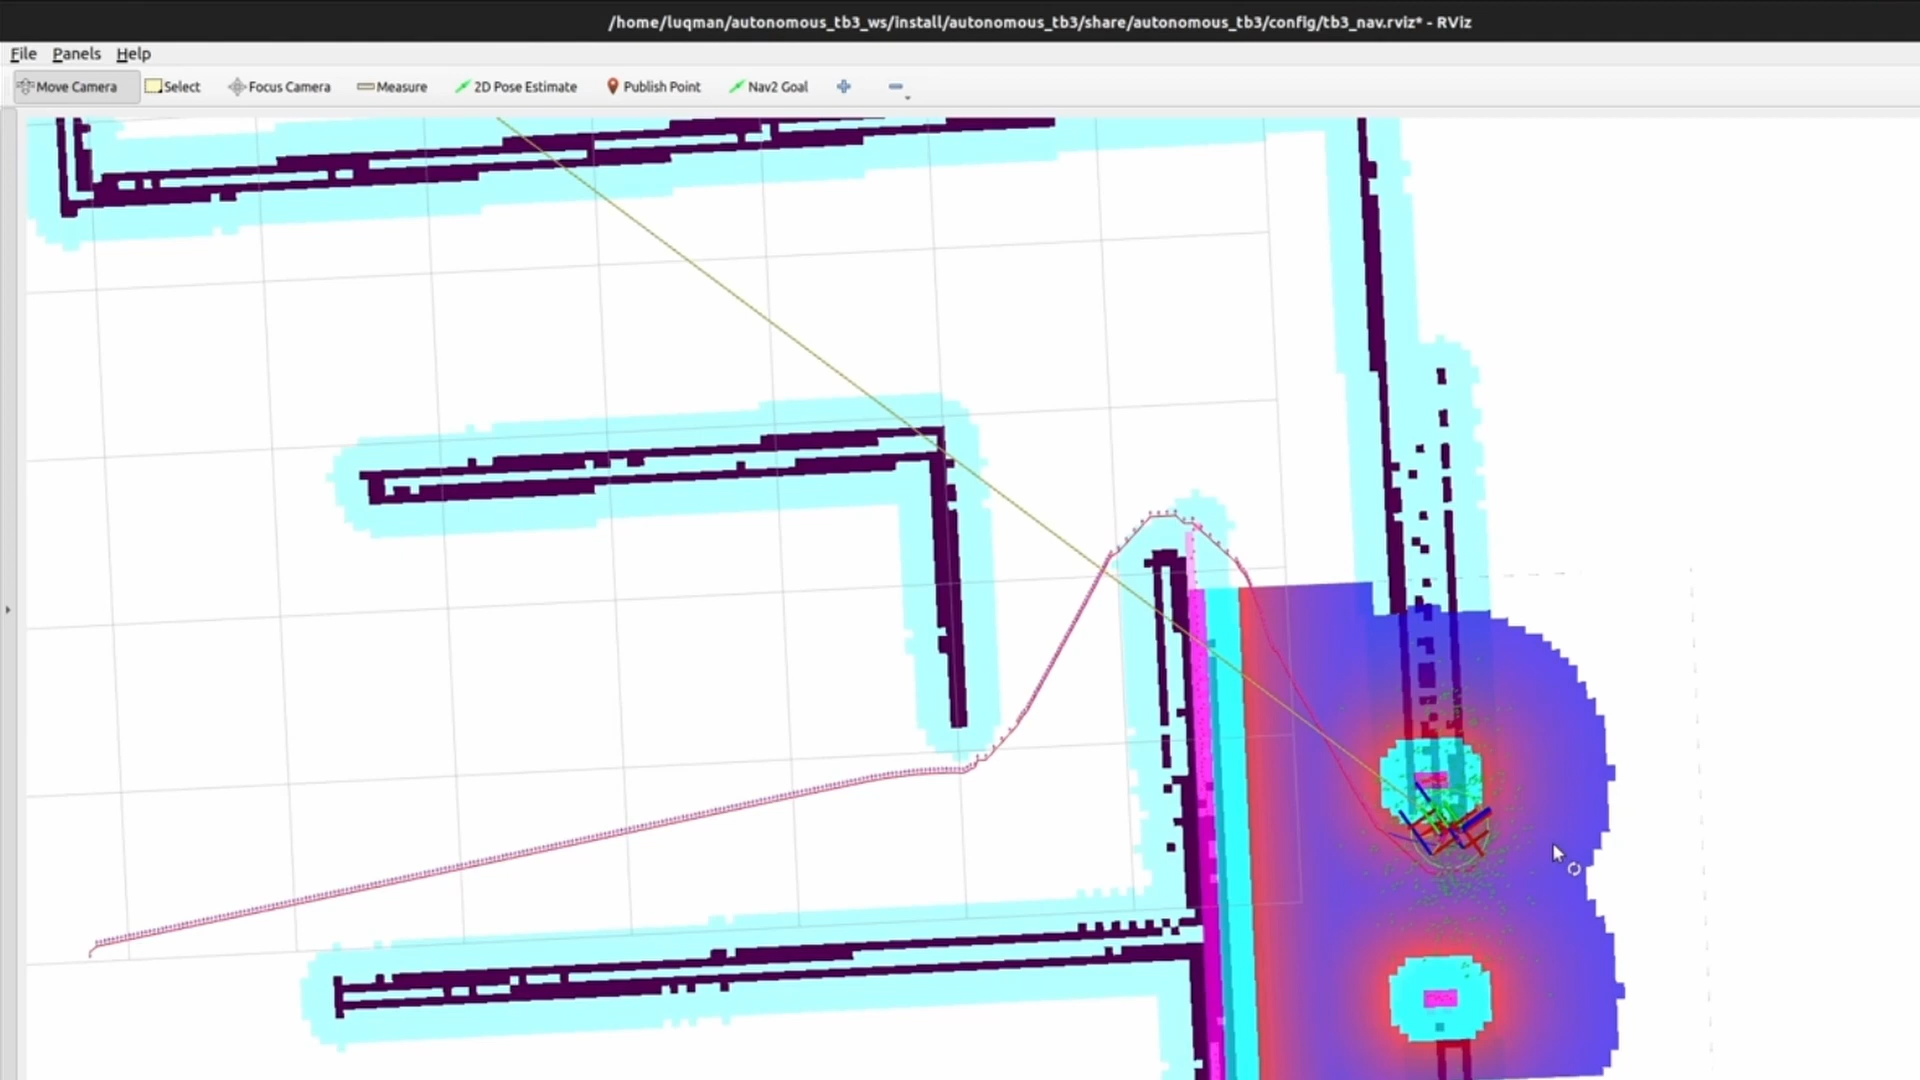 /home/luqman/autonomous_tb3_ws/install/autonomous_tb3/share/autonomous_tb3/config/tb3_nav.rviz* - RViz
File Panels Help
Move Camera Select Focus Camera Measure 2D Pose Estimate Publish Point Nav2 Goal